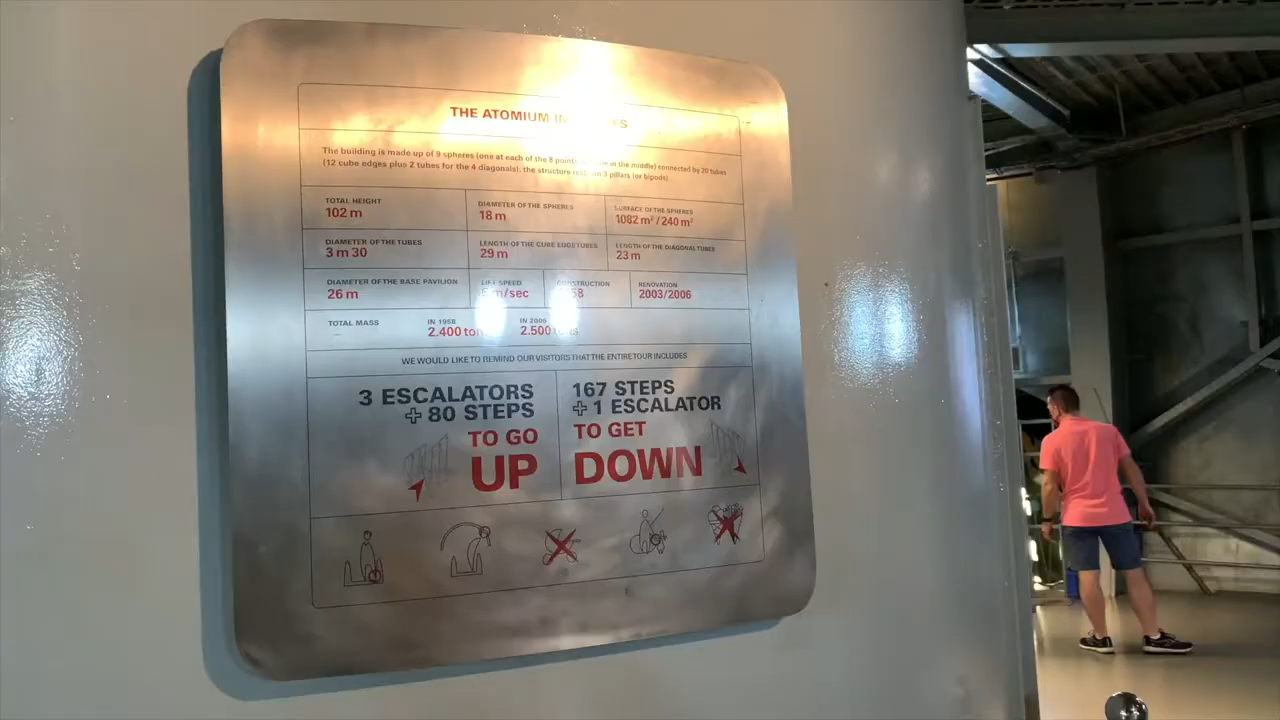 THE ATOMIUM IN
The building is made up of 9 spheres (one at each of the 8 points in the middle) connected by 20 tubes
(12 cube edges plus 2 tubes for the 4 diagonals); the structure rests on 3 pillars (or bipods)
TOTAL HEIGHT
102 m
DIAMETER OF THE SPHERES
18 m
SURFACE OF THE SPHERES
1082 m² / 240 m²
DIAMETER OF THE TUBES
3 m 30
LENGTH OF THE CUBE EDGE TUBES
29 m
LENGTH OF THE DIAGONAL TUBES
23 m
DIAMETER OF THE BASE PAVILION
26 m
LIFT SPEED
m/sec
CONSTRUCTION
RENOVATION
2003/2006
TOTAL MASS
IN 1958
2.400 tons
IN 2006
2.500 tons
WE WOULD LIKE TO REMIND OUR VISITORS THAT THE ENTIRE TOUR INCLUDES
3 ESCALATORS
+ 80 STEPS
TO GO
UP
167 STEPS
+ 1 ESCALATOR
TO GET
DOWN